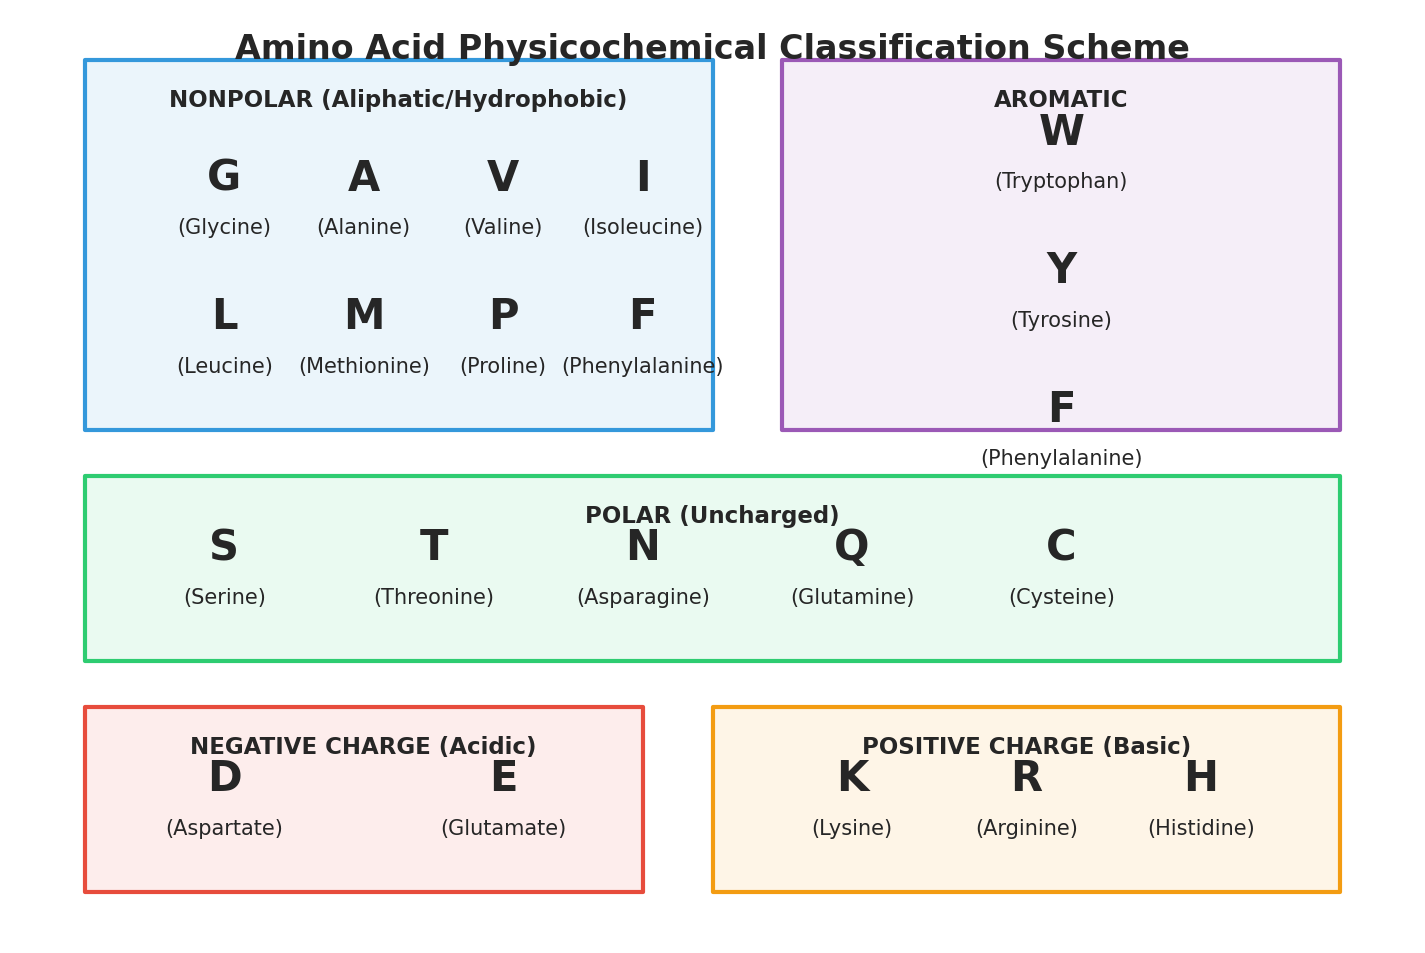 Amino Acid Physicochemical Classification Scheme
NONPOLAR (Aliphatic/Hydrophobic)
G A V I
(Glycine) (Alanine) (Valine) (Isoleucine)
L M P F
(Leucine) (Methionine) (Proline) (Phenylalanine)
AROMATIC
W
(Tryptophan)
Y
(Tyrosine)
F
(Phenylalanine)
POLAR (Uncharged)
S T N Q C
(Serine) (Threonine) (Asparagine) (Glutamine) (Cysteine)
NEGATIVE CHARGE (Acidic)
D E
(Aspartate) (Glutamate)
POSITIVE CHARGE (Basic)
K R H
(Lysine) (Arginine) (Histidine)